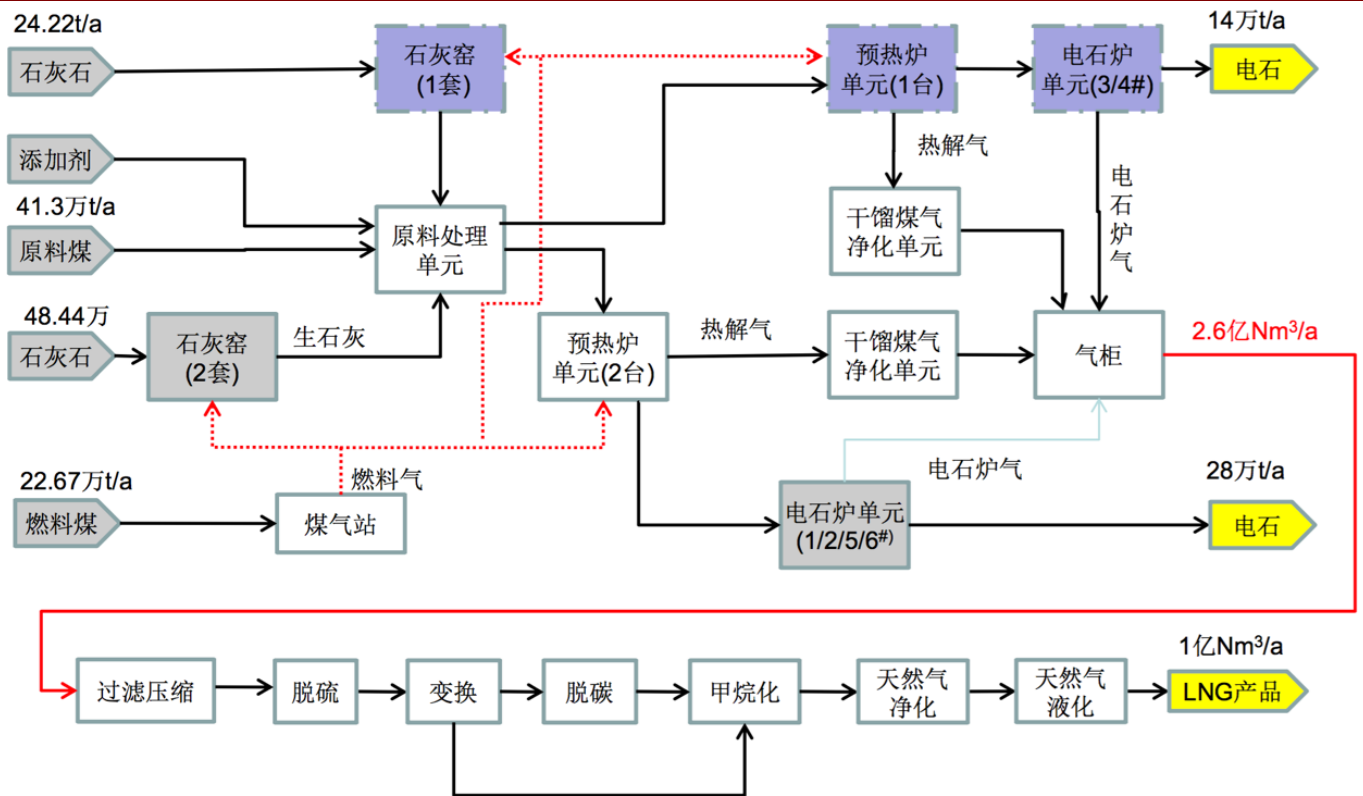 24.22t/a
石灰石
石灰窑
(1套)
预热炉
单元(1台)
电石炉
单元(3/4#)
14万t/a
电石
添加剂
热解气
电石炉气
41.3万t/a
原料煤
原料处理
单元
干馏煤气
净化单元
48.44万
石灰石
石灰窑
(2套)
生石灰
预热炉
单元(2台)
热解气
干馏煤气
净化单元
气柜
2.6亿Nm³/a
22.67万t/a
燃料煤
燃料气
煤气站
电石炉气
电石炉单元
(1/2/5/6#)
28万t/a
电石
过滤压缩
脱硫
变换
脱碳
甲烷化
天然气
净化
天然气
液化
1亿Nm³/a
LNG产品